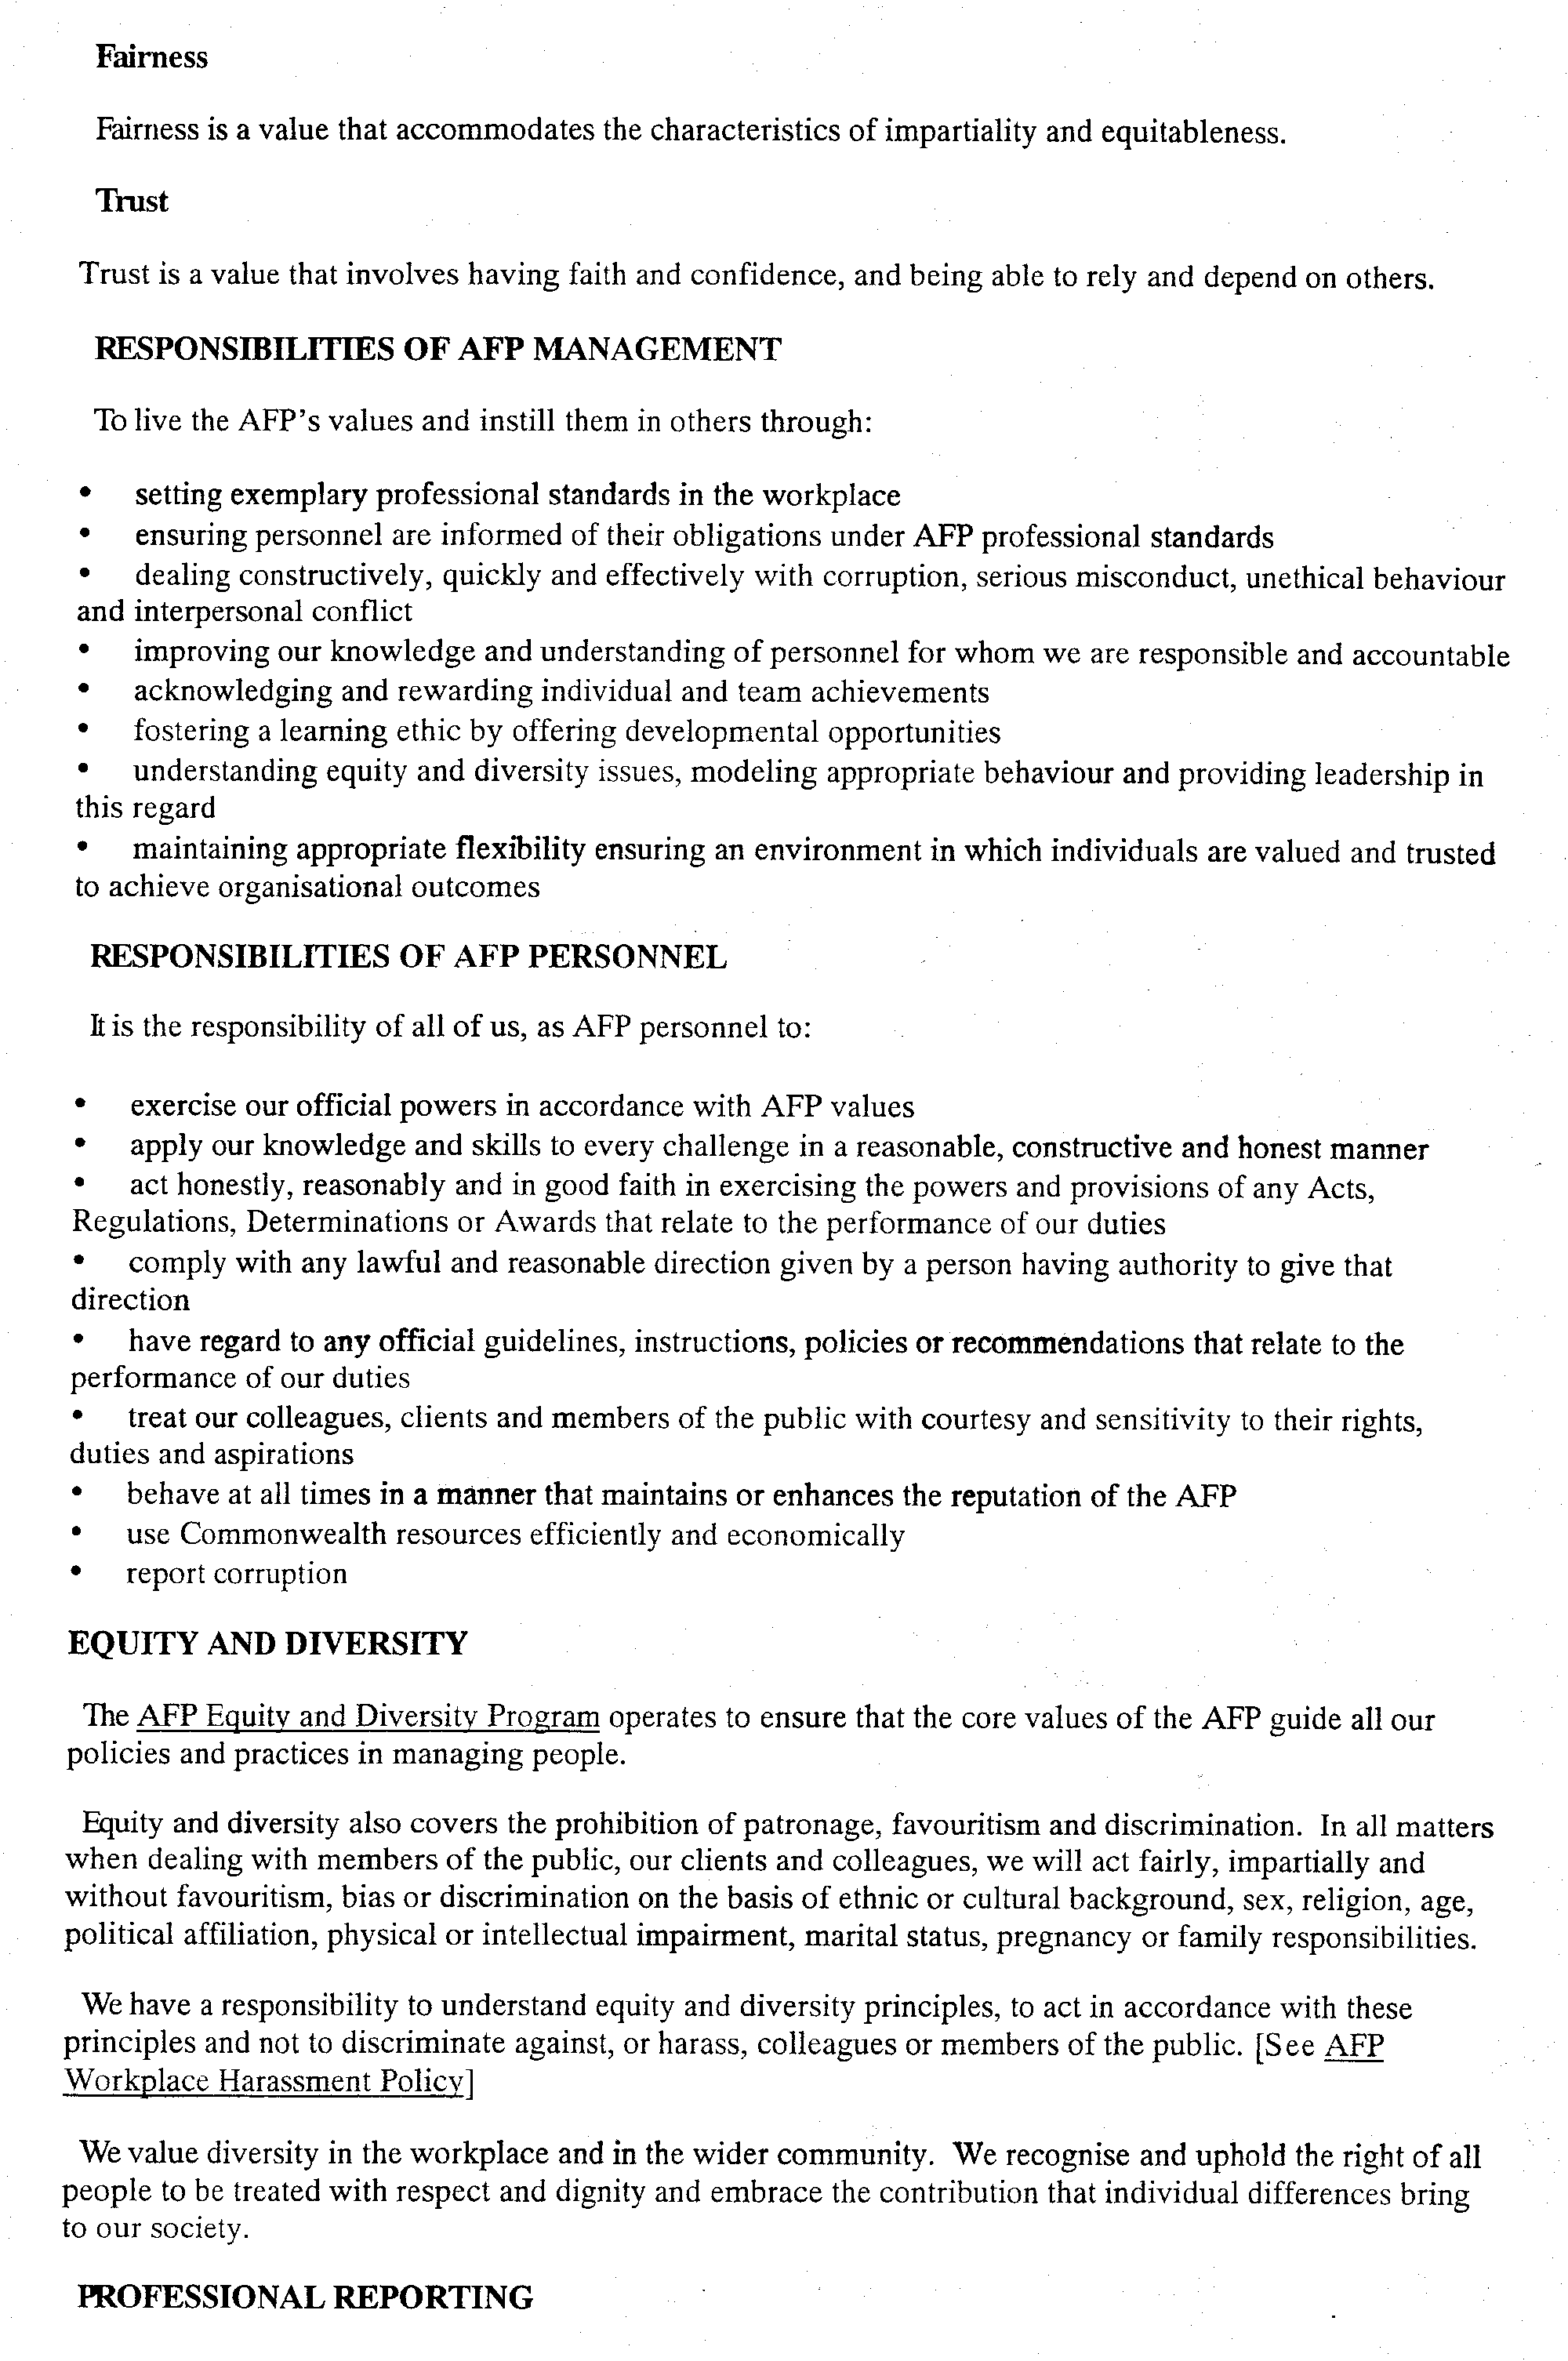 Fairness
Fairness is a value that accommodates the characteristics of impartiality and equitableness.
Trust
Trust is a value that involves having faith and confidence, and being able to rely and depend on others.
RESPONSIBILITIES OF AFP MANAGEMENT
To live the AFP's values and instill them in others through:
• setting exemplary professional standards in the workplace
• ensuring personnel are informed of their obligations under AFP professional standards
• dealing constructively, quickly and effectively with corruption, serious misconduct, unethical behaviour
and interpersonal conflict
• improving our knowledge and understanding of personnel for whom we are responsible and accountable
• acknowledging and rewarding individual and team achievements
• fostering a learning ethic by offering developmental opportunities
• understanding equity and diversity issues, modeling appropriate behaviour and providing leadership in
this regard
• maintaining appropriate flexibility ensuring an environment in which individuals are valued and trusted
to achieve organisational outcomes
RESPONSIBILITIES OF AFP PERSONNEL
It is the responsibility of all of us, as AFP personnel to:
• exercise our official powers in accordance with AFP values
• apply our knowledge and skills to every challenge in a reasonable, constructive and honest manner
• act honestly, reasonably and in good faith in exercising the powers and provisions of any Acts,
Regulations, Determinations or Awards that relate to the performance of our duties
• comply with any lawful and reasonable direction given by a person having authority to give that
direction
• have regard to any official guidelines, instructions, policies or recommendations that relate to the
performance of our duties
• treat our colleagues, clients and members of the public with courtesy and sensitivity to their rights,
duties and aspirations
• behave at all times in a manner that maintains or enhances the reputation of the AFP
• use Commonwealth resources efficiently and economically
• report corruption
EQUITY AND DIVERSITY
The AFP Equity and Diversity Program operates to ensure that the core values of the AFP guide all our
policies and practices in managing people.
Equity and diversity also covers the prohibition of patronage, favouritism and discrimination. In all matters
when dealing with members of the public, our clients and colleagues, we will act fairly, impartially and
without favouritism, bias or discrimination on the basis of ethnic or cultural background, sex, religion, age,
political affiliation, physical or intellectual impairment, marital status, pregnancy or family responsibilities.
We have a responsibility to understand equity and diversity principles, to act in accordance with these
principles and not to discriminate against, or harass, colleagues or members of the public. [See AFP
Workplace Harassment Policy]
We value diversity in the workplace and in the wider community. We recognise and uphold the right of all
people to be treated with respect and dignity and embrace the contribution that individual differences bring
to our society.
PROFESSIONAL REPORTING